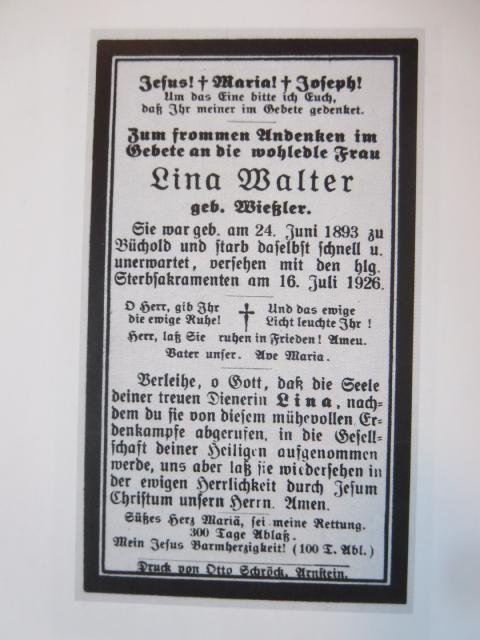 Jesus! † Maria! † Joseph!
Um das Eine bitte ich Euch,
daß Ihr meiner im Gebete gedenket.
Zum frommen Andenken im
Gebete an die wohledle Frau
Lina Walter
geb. Wießler.
Sie war geb. am 24. Juni 1893 zu
Büchold und starb daselbst schnell u.
unerwartet, versehen mit den hlg.
Sterbsakramenten am 16. Juli 1926.
O Herr, gib Ihr † Und das ewige
die ewige Ruhe! Licht leuchte Ihr!
Herr, laß Sie ruhen in Frieden! Ameu.
Vater unser. Ave Maria.
Verleihe, o Gott, daß die Seele
deiner treuen Dienerin Lina, nach-
dem du sie von diesem mühevollen Er-
denkampfe abgerufen, in die Gesell-
schaft deiner Heiligen aufgenommen
werde, uns aber laß sie wiedersehen in
der ewigen Herrlichkeit durch Jesum
Christum unsern Herrn. Amen.
Süßes Herz Mariä, sei meine Rettung.
300 Tage Ablaß.
Mein Jesus Barmherzigkeit! (100 T. Abl.)
Druck von Otto Schröck, Arnstein.